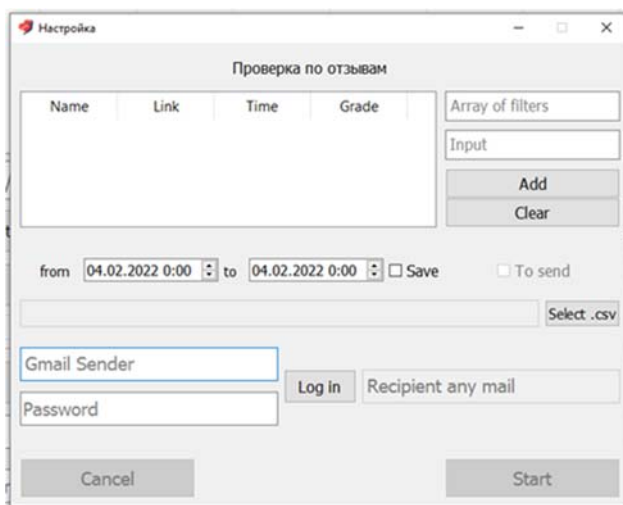 Настройка
Проверка по отзывам
Name Link Time Grade
Array of filters
Input
Add
Clear
from 04.02.2022 0:00 to 04.02.2022 0:00 Save To send
Select .csv
Gmail Sender
Log in Recipient any mail
Password
Cancel Start